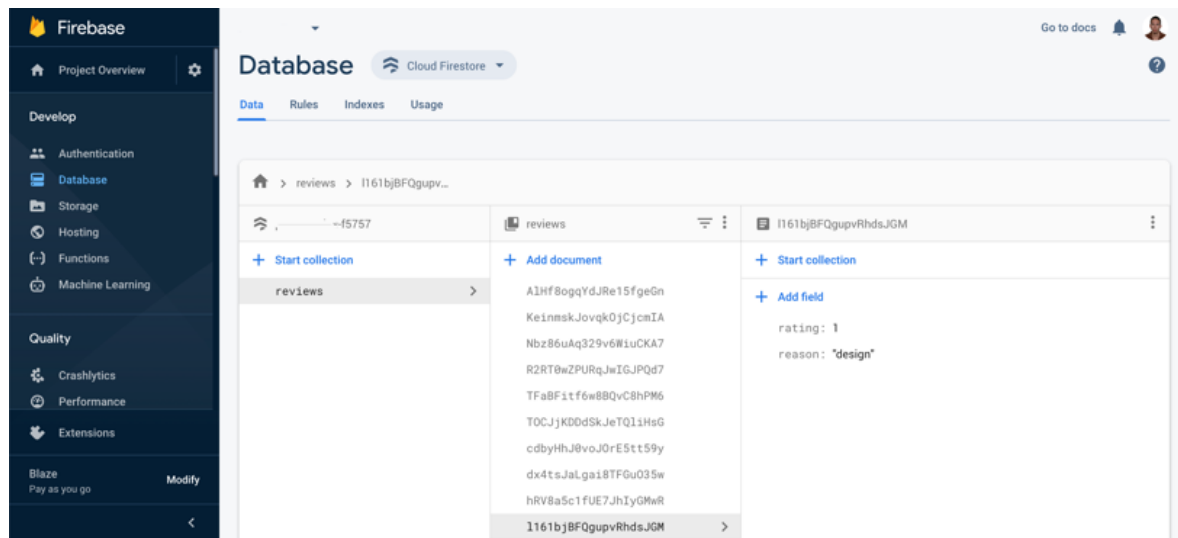 Firebase
Go to docs
Project Overview
Database
Cloud Firestore
Data Rules Indexes Usage
Develop
Authentication
Database
Storage
Hosting
Functions
Machine Learning
Quality
Crashlytics
Performance
Extensions
Blaze
Pay as you go
Modify
> reviews > l161bjBFQgupv...
-f5757
+ Start collection
reviews
reviews
+ Add document
AlHf8ogqYdJRe15fgeGn
KeinmskJovqkOjCjcmIA
Nbz86uAq329v6WiuCKA7
R2RT0wZPURqJwIGJPQd7
TFaBFitf6w8BQvC8hPM6
TOCJjKDDdSkJeTQliHsG
cdbyHhJ0voJOrE5tt59y
dx4tsJaLgai8TFGuO35w
hRV8a5c1fUE7JhIyGMwR
l161bjBFQgupvRhdsJGM
l161bjBFQgupvRhdsJGM
+ Start collection
+ Add field
rating: 1
reason: "design"